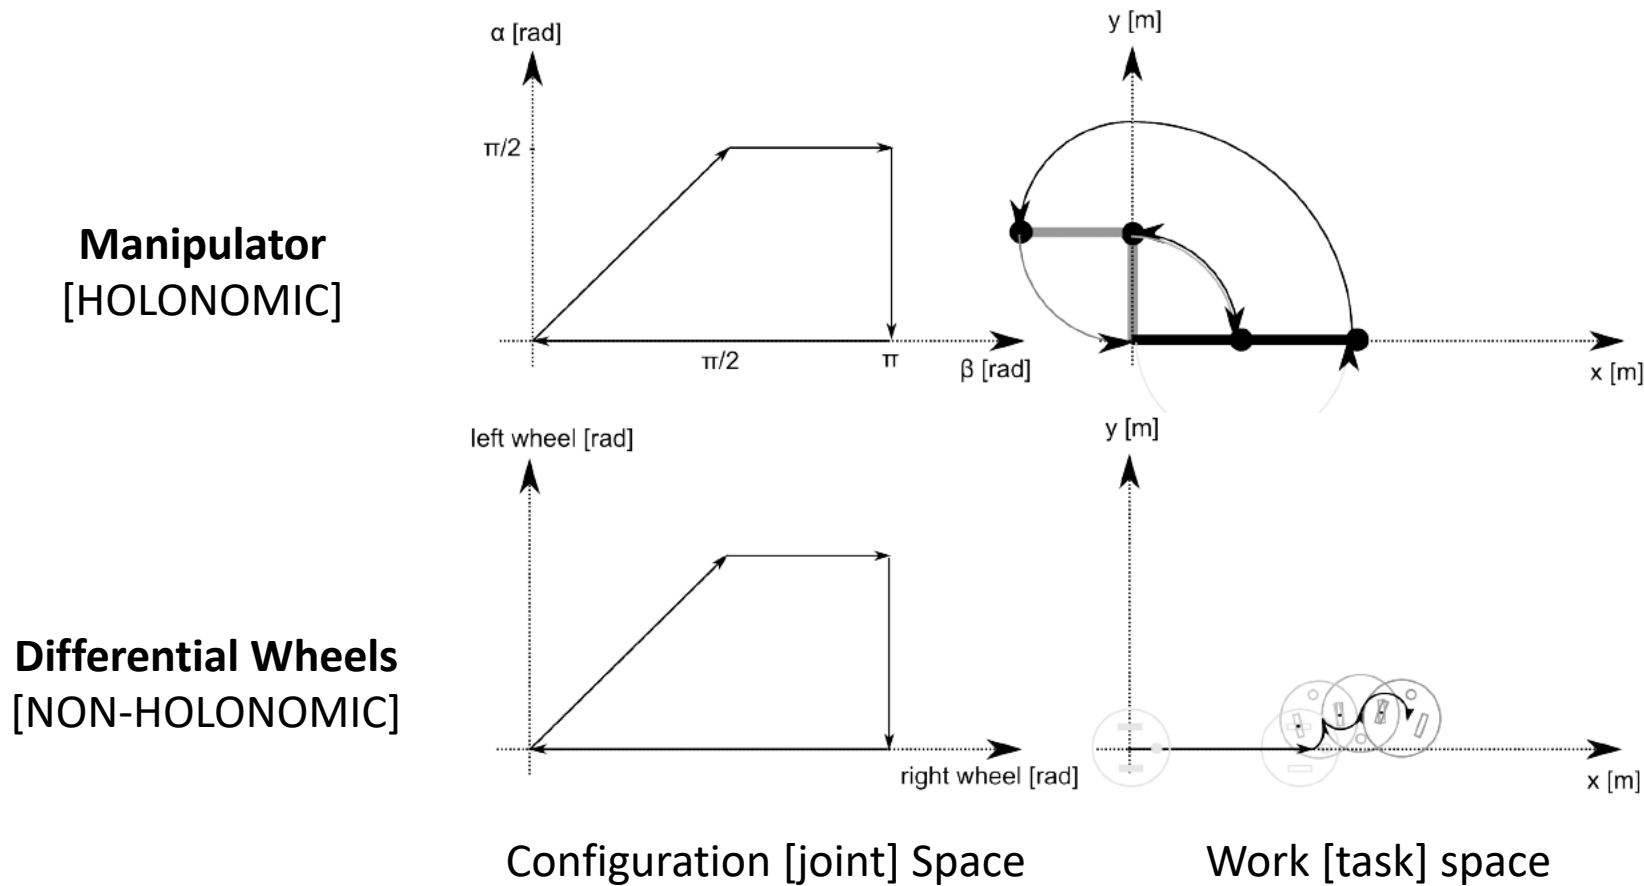 α [rad]
y [m]
π/2
Manipulator
[HOLONOMIC]
π/2
π
β [rad]
x [m]
left wheel [rad]
y [m]
Differential Wheels
[NON-HOLONOMIC]
right wheel [rad]
x [m]
Configuration [joint] Space
Work [task] space